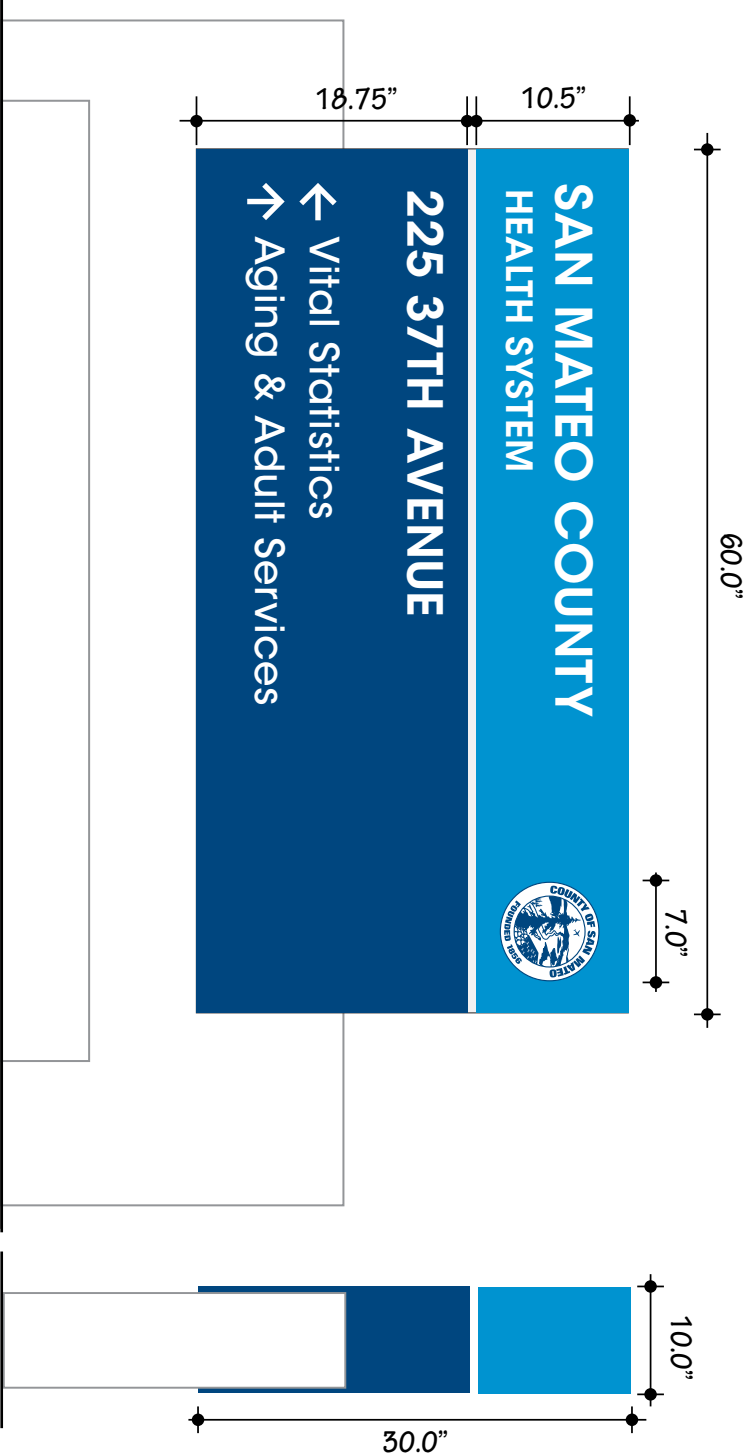 60.0”
7.0”
SAN MATEO COUNTY
HEALTH SYSTEM
COUNTY OF SAN MATEO
FOUNDED 1856
10.5”
225 37TH AVENUE
← Vital Statistics
↑ Aging & Adult Services
18.75”
10.0”
30.0”